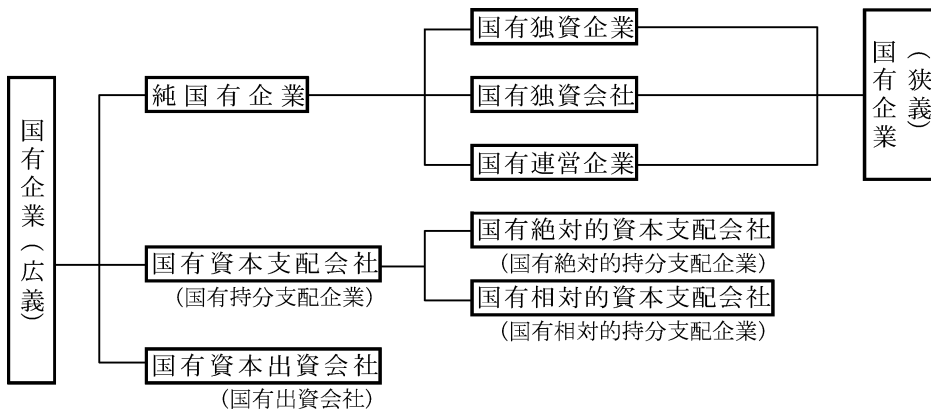 国有企業（広義）
純国有企業
国有資本支配会社
(国有持分支配企業)
国有資本出資会社
(国有出資会社)
国有独資企業
国有独資会社
国有連営企業
国有絶対的資本支配会社
(国有絶対的持分支配企業)
国有相対的資本支配会社
(国有相対的持分支配企業)
（狭義）
国有企業